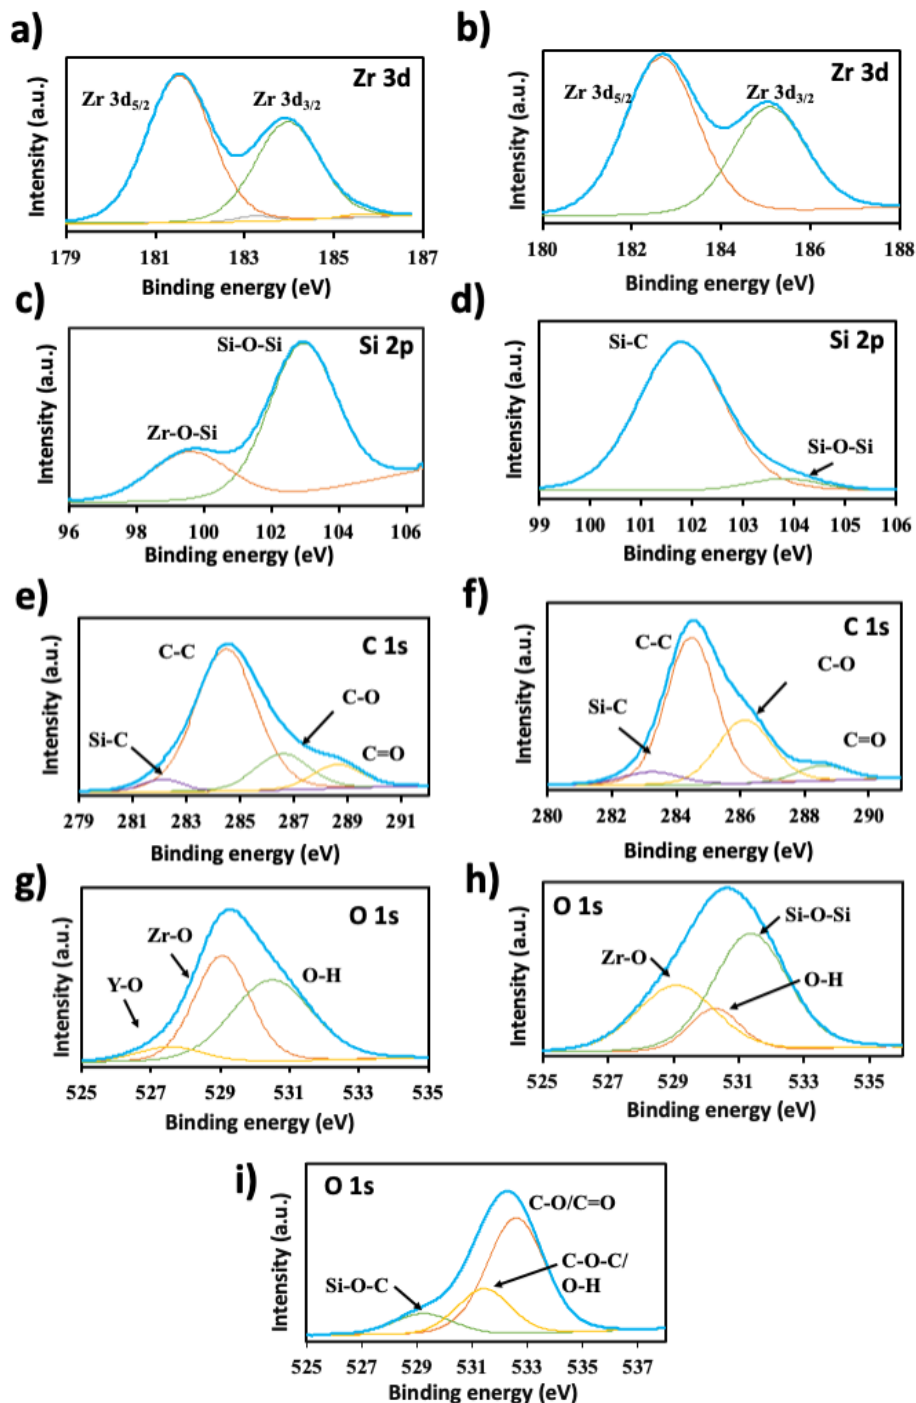 a)
Zr 3d
Zr 3d5/2
Zr 3d3/2
Intensity (a.u.)
179 181 183 185 187
Binding energy (eV)
b)
Zr 3d
Zr 3d5/2
Zr 3d3/2
Intensity (a.u.)
180 182 184 186 188
Binding energy (eV)
c)
Si 2p
Si-O-Si
Zr-O-Si
Intensity (a.u.)
96 98 100 102 104 106
Binding energy (eV)
d)
Si 2p
Si-C
Si-O-Si
Intensity (a.u.)
99 100 101 102 103 104 105 106
Binding energy (eV)
e)
C 1s
C-C
C-O
Si-C
C=O
Intensity (a.u.)
279 281 283 285 287 289 291
Binding energy (eV)
f)
C 1s
C-C
C-O
Si-C
C=O
Intensity (a.u.)
280 282 284 286 288 290
Binding energy (eV)
g)
O 1s
Zr-O
O-H
Y-O
Intensity (a.u.)
525 527 529 531 533 535
Binding energy (eV)
h)
O 1s
Si-O-Si
Zr-O
O-H
Intensity (a.u.)
525 527 529 531 533 535
Binding energy (eV)
i)
O 1s
C-O/C=O
C-O-C/
O-H
Si-O-C
Intensity (a.u.)
525 527 529 531 533 535 537
Binding energy (eV)